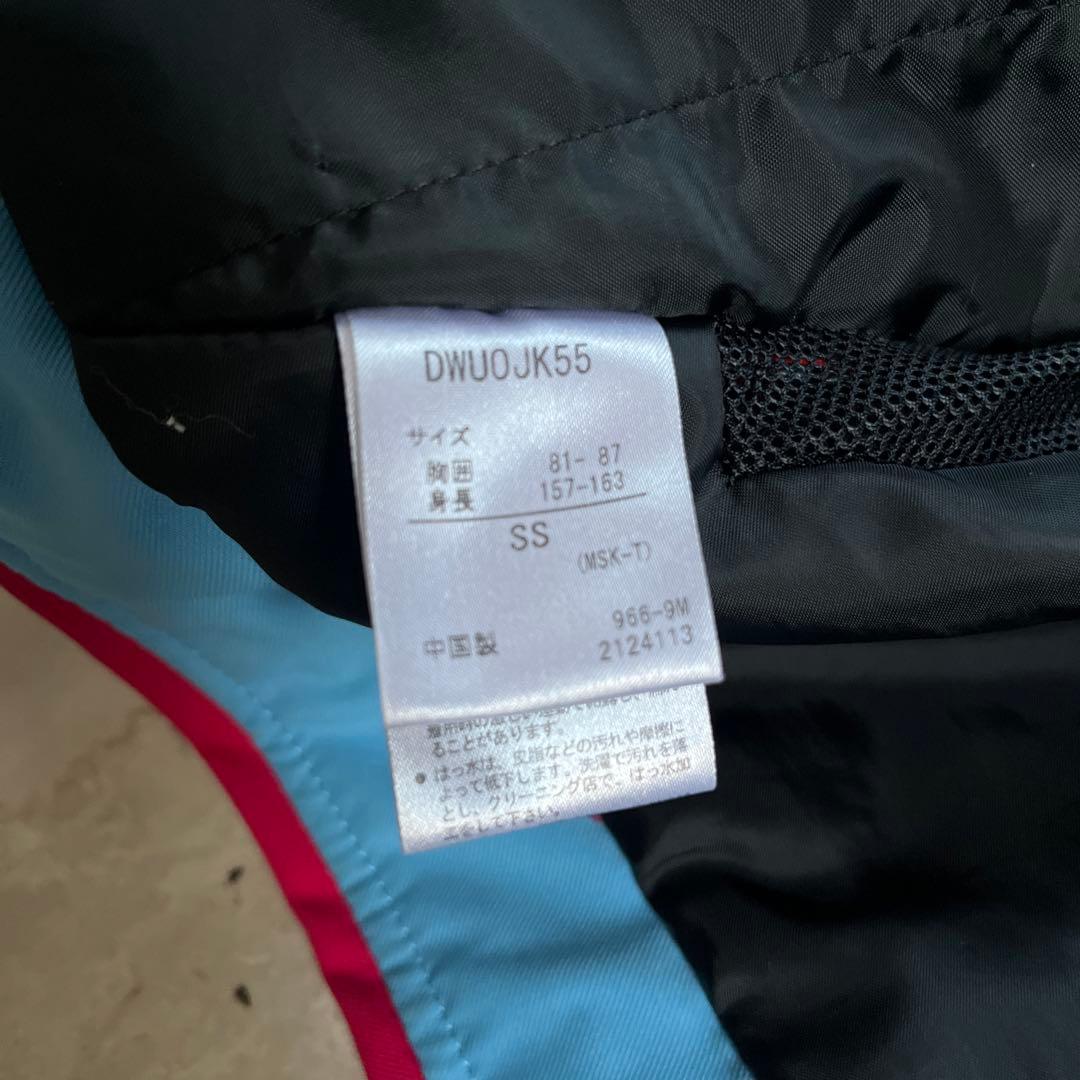 DWUOJK55
サイズ
胸囲 81- 87
身長 157-163
SS
(MSK-T)
966-9M
中国製 2124113
ることがあります。
● はっ水は、皮脂などの汚れや摩擦に
よって低下します。洗濯で汚れを落
とし、クリーニング店で、はっ水加
工をして下さい。